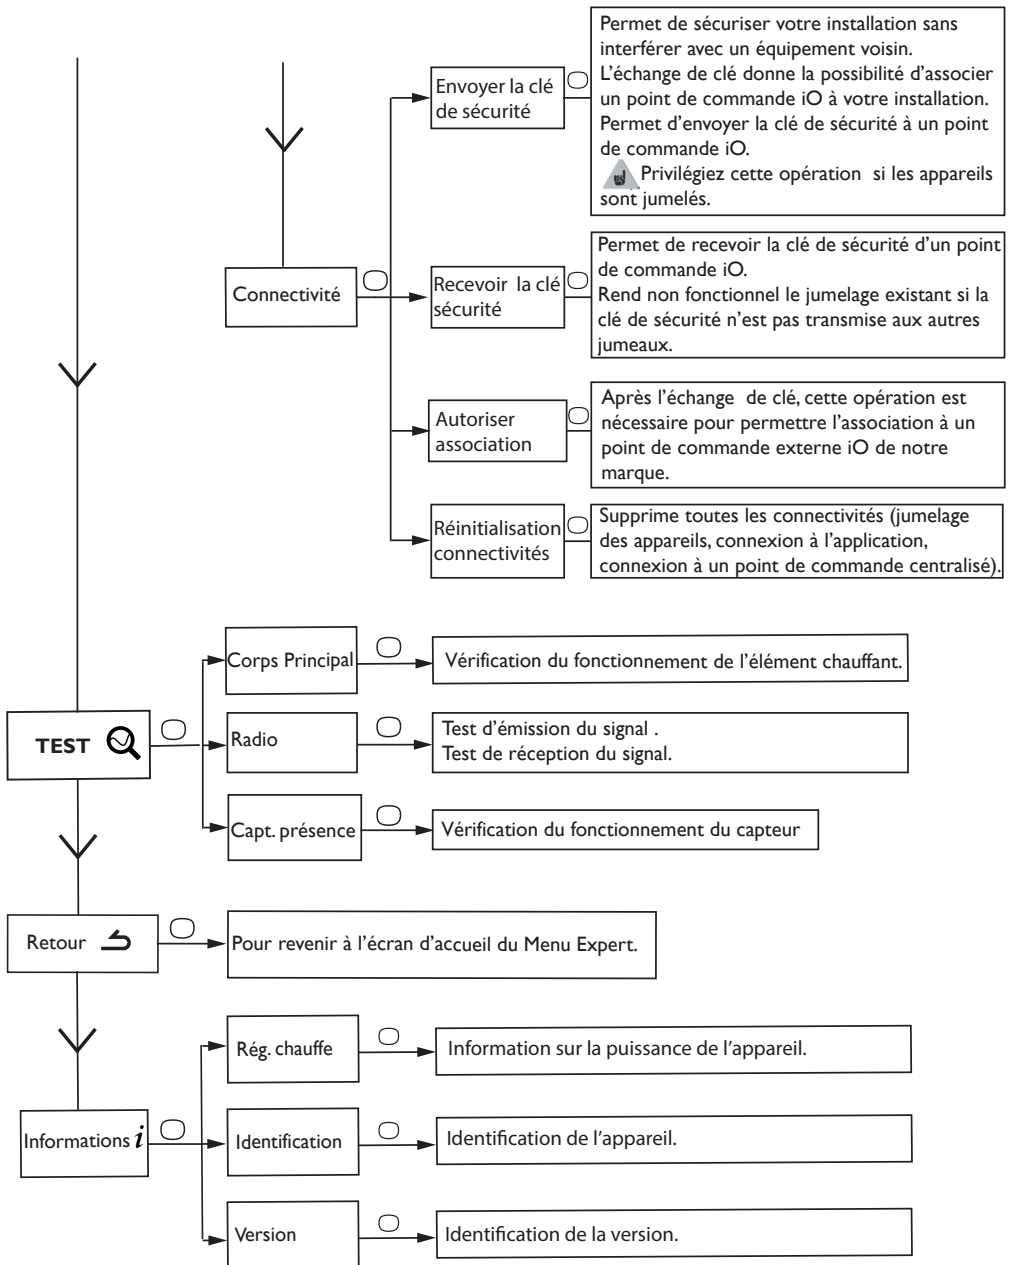 Envoyer la clé
de sécurité
Permet de sécuriser votre installation sans
interférer avec un équipement voisin.
L'échange de clé donne la possibilité d'associer
un point de commande iO à votre installation.
Permet d'envoyer la clé de sécurité à un point
de commande iO.
Privilégiez cette opération si les appareils
sont jumelés.
Connectivité
Recevoir la clé
sécurité
Permet de recevoir la clé de sécurité d'un point
de commande iO.
Rend non fonctionnel le jumelage existant si la
clé de sécurité n'est pas transmise aux autres
jumeaux.
Autoriser
association
Après l'échange de clé, cette opération est
nécessaire pour permettre l'association à un
point de commande externe iO de notre
marque.
Réinitialisation
connectivités
Supprime toutes les connectivités (jumelage
des appareils, connexion à l'application,
connexion à un point de commande centralisé).
TEST
Corps Principal
Vérification du fonctionnement de l'élément chauffant.
Radio
Test d'émission du signal .
Test de réception du signal.
Capt. présence
Vérification du fonctionnement du capteur
Retour
Pour revenir à l'écran d'accueil du Menu Expert.
Informations i
Rég. chauffe
Information sur la puissance de l'appareil.
Identification
Identification de l'appareil.
Version
Identification de la version.